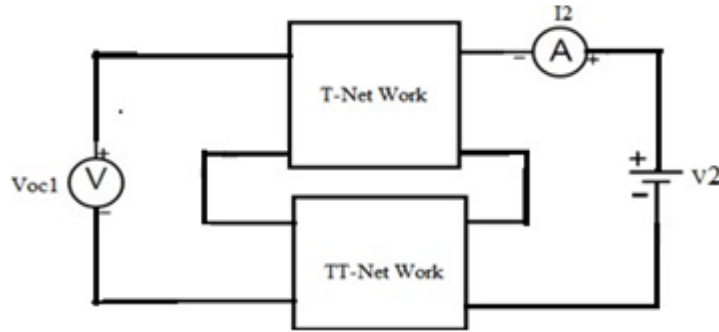 I2
A
T-Net Work
+
Voc1
V
V2
TT-Net Work